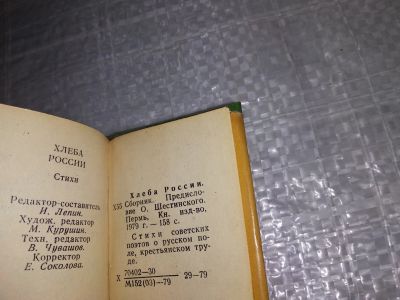 ХЛЕБА
РОССИИ
Стихи
Редактор-составитель
И. Лепин.
Худож. редактор
М. Курушин.
Техн. редактор
В. Чувашов.
Корректор
Е. Соколова.
Хлеба России.
Х55 Сборник. Предисло-
вие О. Шестинского.
Пермь, Кн. изд-во,
1979 г. — 158 с.
Стихи советских
поэтов о русском по-
ле, крестьянском тру-
де.
Х 70402—30
М152(03)—79 29—79